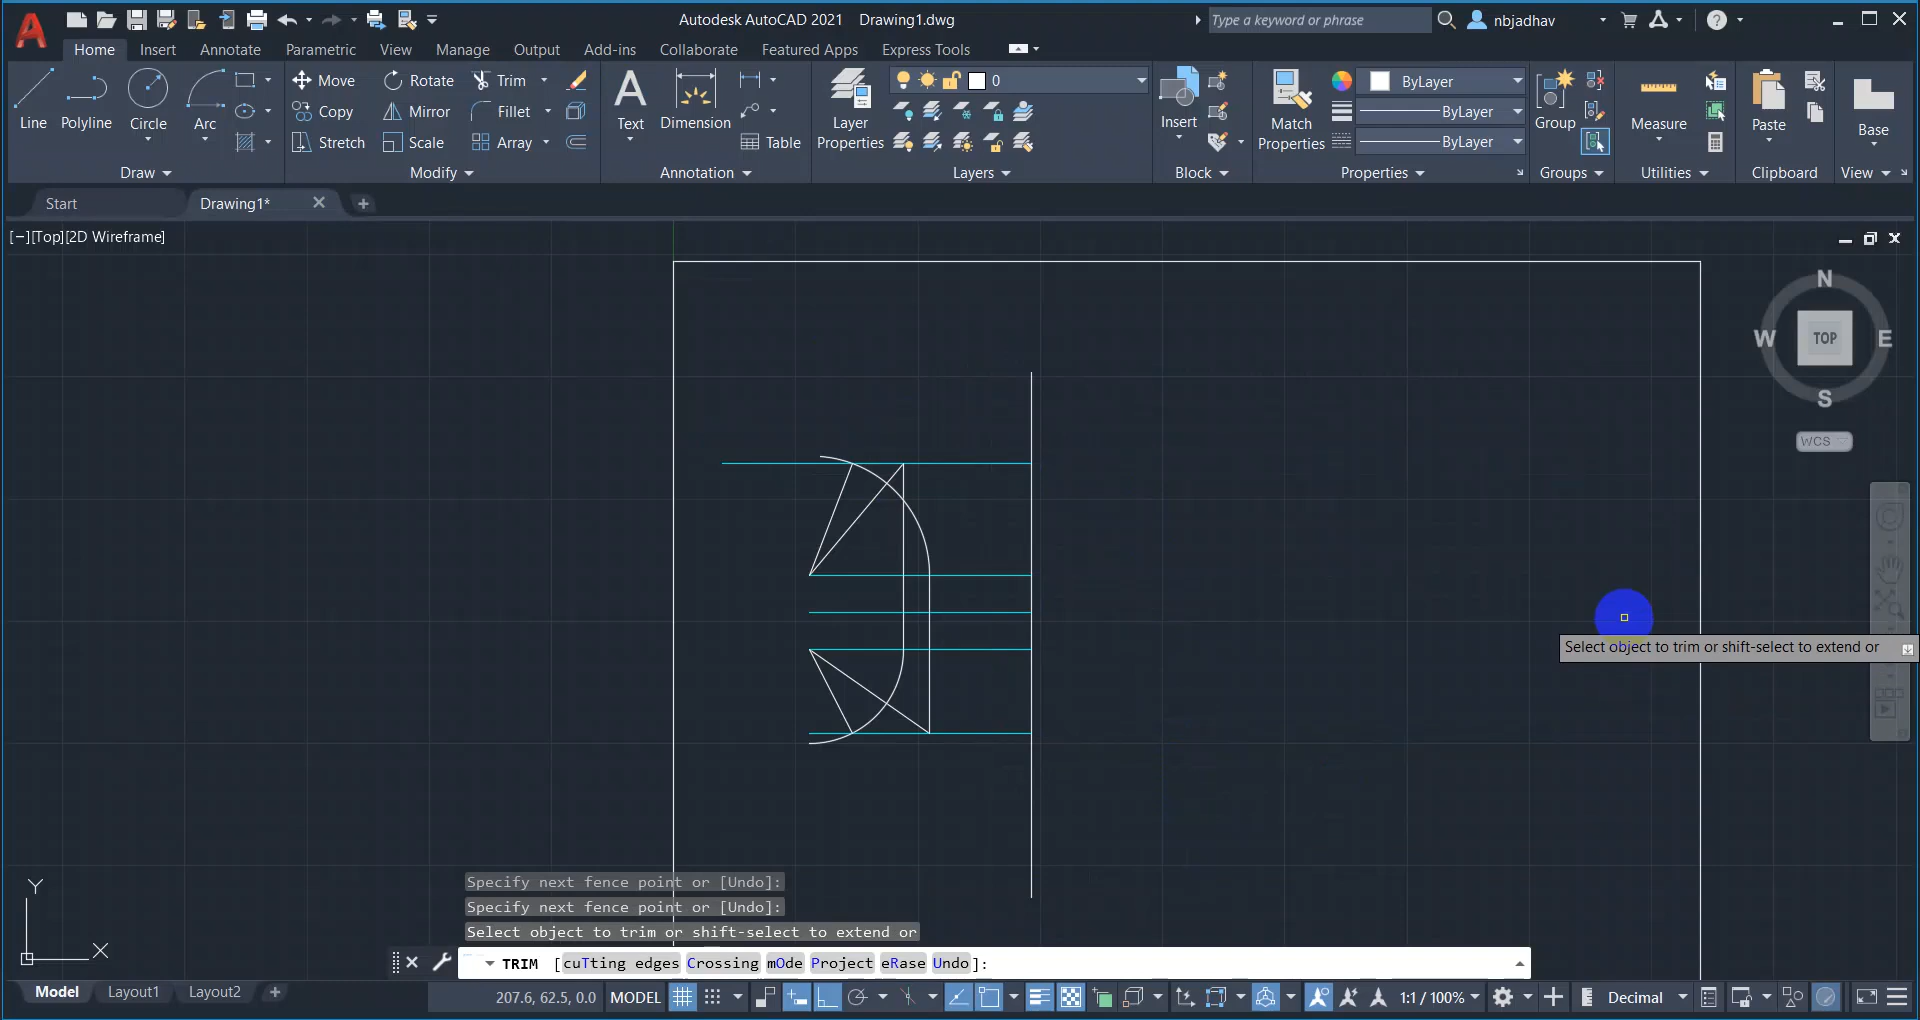 Autodesk AutoCAD 2021 Drawing1.dwg
Type a keyword or phrase
nbjadhav
Home Insert Annotate Parametric View Manage Output Add-ins Collaborate Featured Apps Express Tools
Line Polyline Circle Arc
Move Rotate Trim
Copy Mirror Fillet
Stretch Scale Array
Text Dimension Table
Layer Properties
0
Insert
Match Properties
ByLayer
ByLayer
ByLayer
Group Measure Paste Base
Draw Modify Annotation Layers Block Properties Groups Utilities Clipboard View
Start Drawing1*
[−][Top][2D Wireframe]
N
W TOP E
S
WCS
Select object to trim or shift-select to extend or
Y
X
Specify next fence point or [Undo]:
Specify next fence point or [Undo]:
Select object to trim or shift-select to extend or
TRIM [cuTting edges Crossing mOde Project eRase Undo]:
Model Layout1 Layout2
207.6, 62.5, 0.0 MODEL 1:1 / 100% Decimal